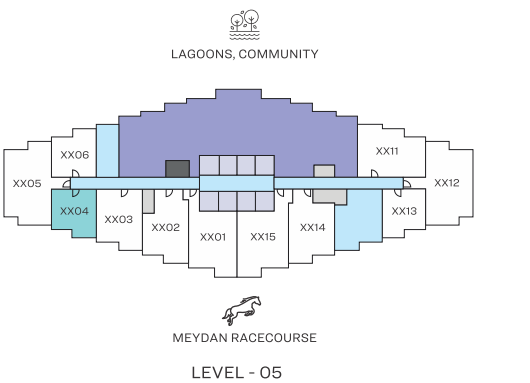 LAGOONS, COMMUNITY
XX06
XX11
XX05
XX12
XX04
XX03
XX13
XX02
XX14
XX01
XX15
MEYDAN RACECOURSE
LEVEL - 05